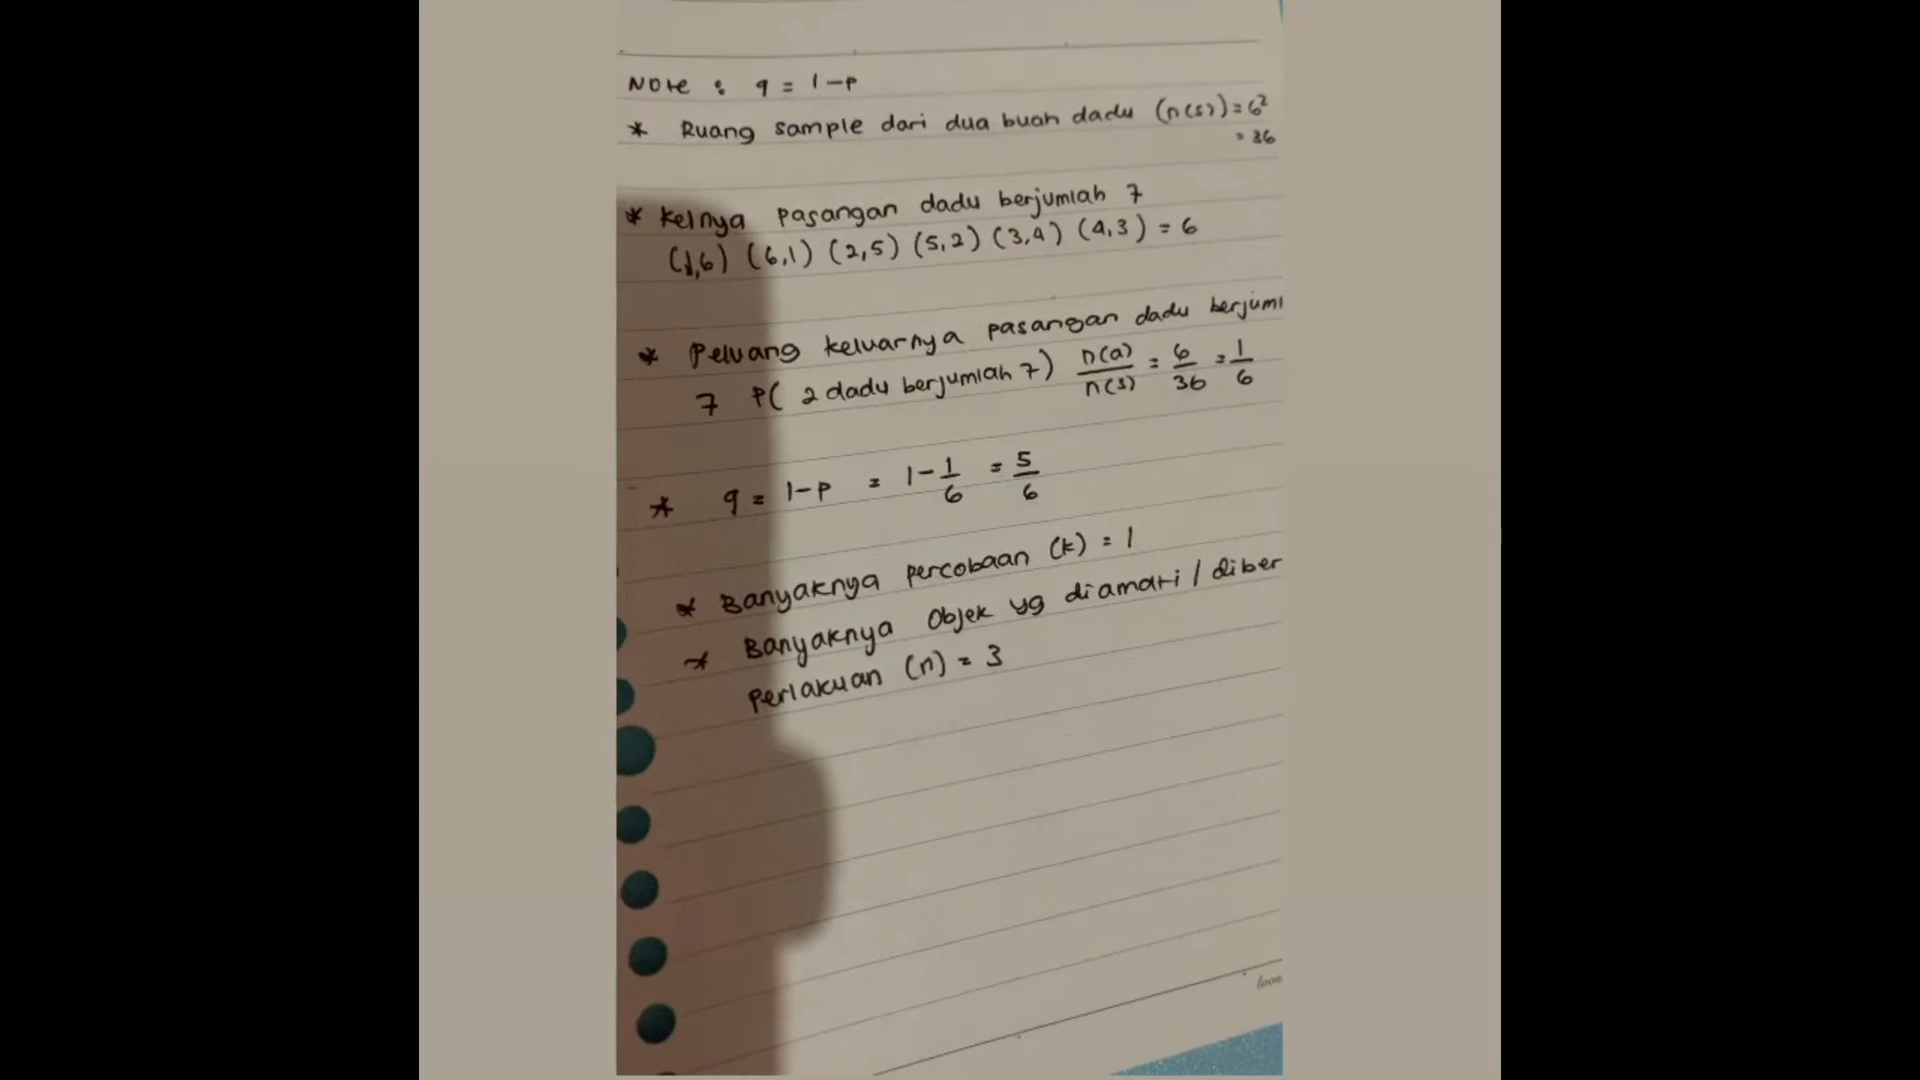 Note : q = 1-P
* Ruang sample dari dua buah dadu (n(s)) = 6²
= 36
* Kelnya pasangan dadu berjumlah 7
(1,6) (6,1) (2,5) (5,2) (3,4) (4,3) = 6
* Peluang keluarnya pasangan dadu berjuml
7 P( 2 dadu berjumlah 7) n(a)/n(s) = 6/36 = 1/6
* q = 1-P = 1-1/6 = 5/6
* Banyaknya percobaan (k) = 1
* Banyaknya Objek yg diamati / diber
Perlakuan (n) = 3
loos